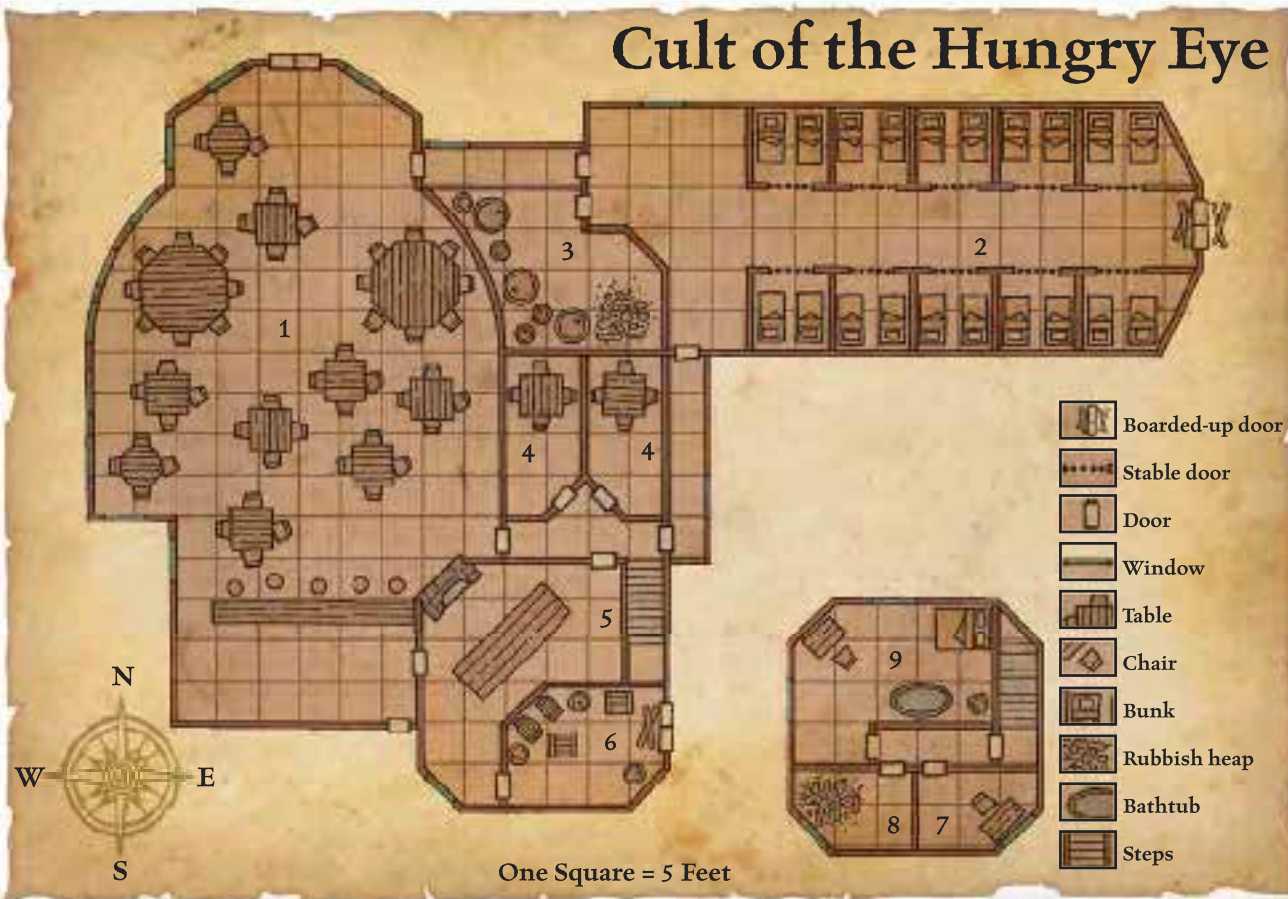 Cult of the Hungry Eye
1
2
3
4
4
5
6
7
8
9
Boarded-up door
Stable door
Door
Window
Table
Chair
Bunk
Rubbish heap
Bathtub
Steps
N
W
E
S
One Square = 5 Feet